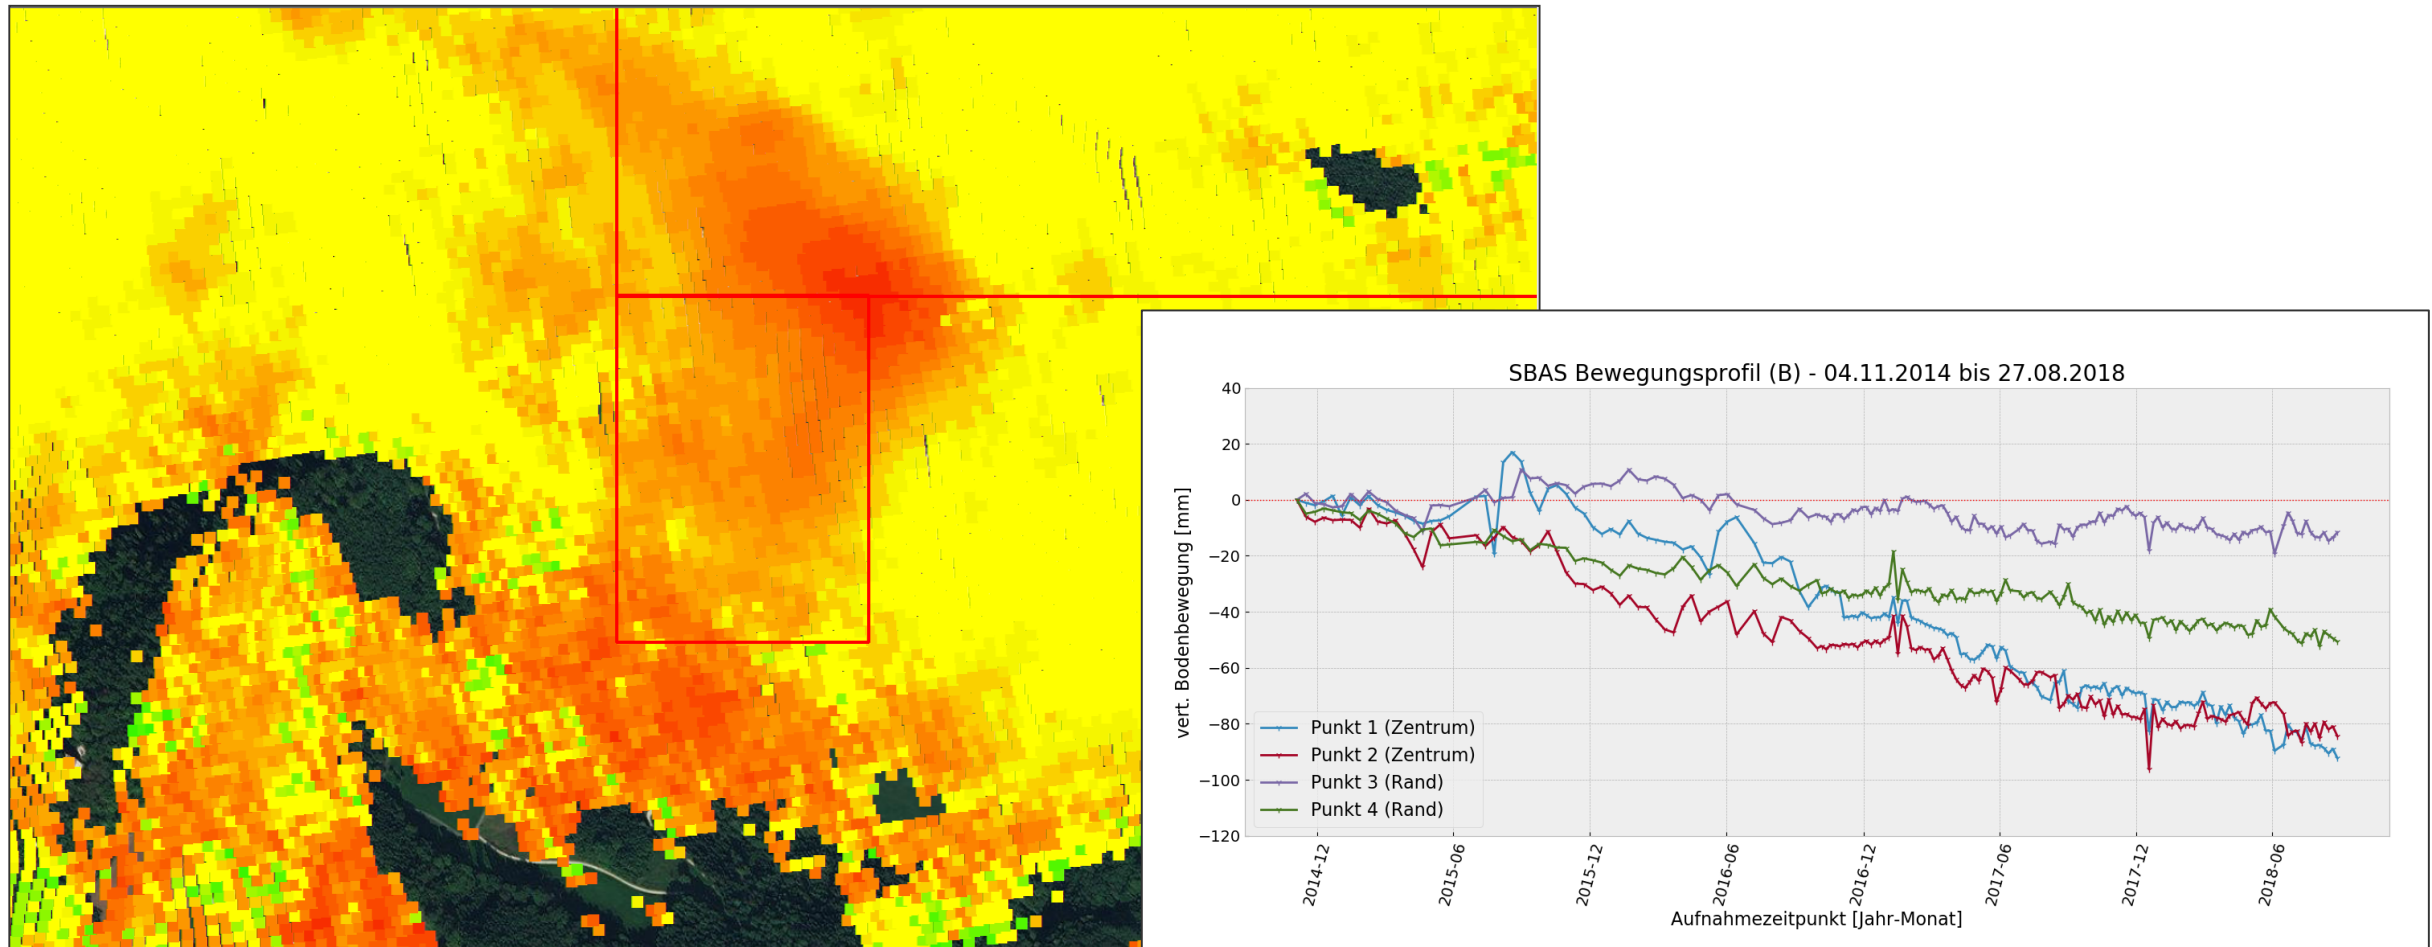 SBAS Bewegungsprofil (B) - 04.11.2014 bis 27.08.2018
vert. Bodenbewegung [mm]
40
20
0
−20
−40
−60
−80
−100
−120
Punkt 1 (Zentrum)
Punkt 2 (Zentrum)
Punkt 3 (Rand)
Punkt 4 (Rand)
2014-12
2015-06
2015-12
2016-06
2016-12
2017-06
2017-12
2018-06
Aufnahmezeitpunkt [Jahr-Monat]